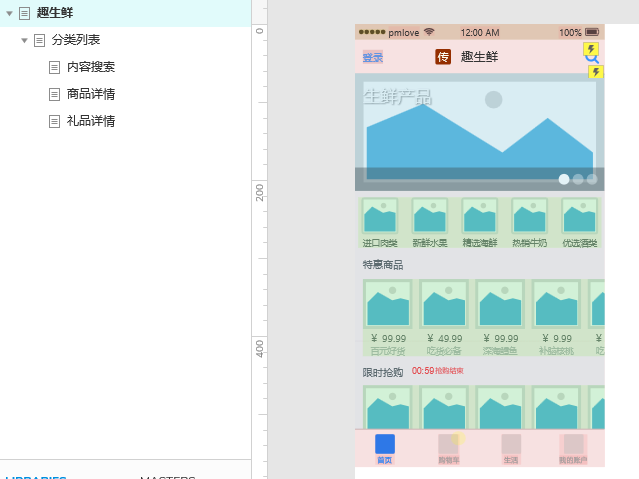 趣生鲜
分类列表
内容搜索
商品详情
礼品详情
0
200
400
pmlove 12:00 AM 100%
登录 传 趣生鲜
生鲜产品
进口肉类 新鲜水果 精选海鲜 热销牛奶 优选酒类
特惠商品
￥ 99.99 ￥ 49.99 ￥ 99.99 ￥ 9.99 ￥
百元好货 吃货必备 深海鳕鱼 补脑核桃 吃
限时抢购 00:59抢购结束
首页 购物车 生活 我的账户
LIBRARIES MASTERS